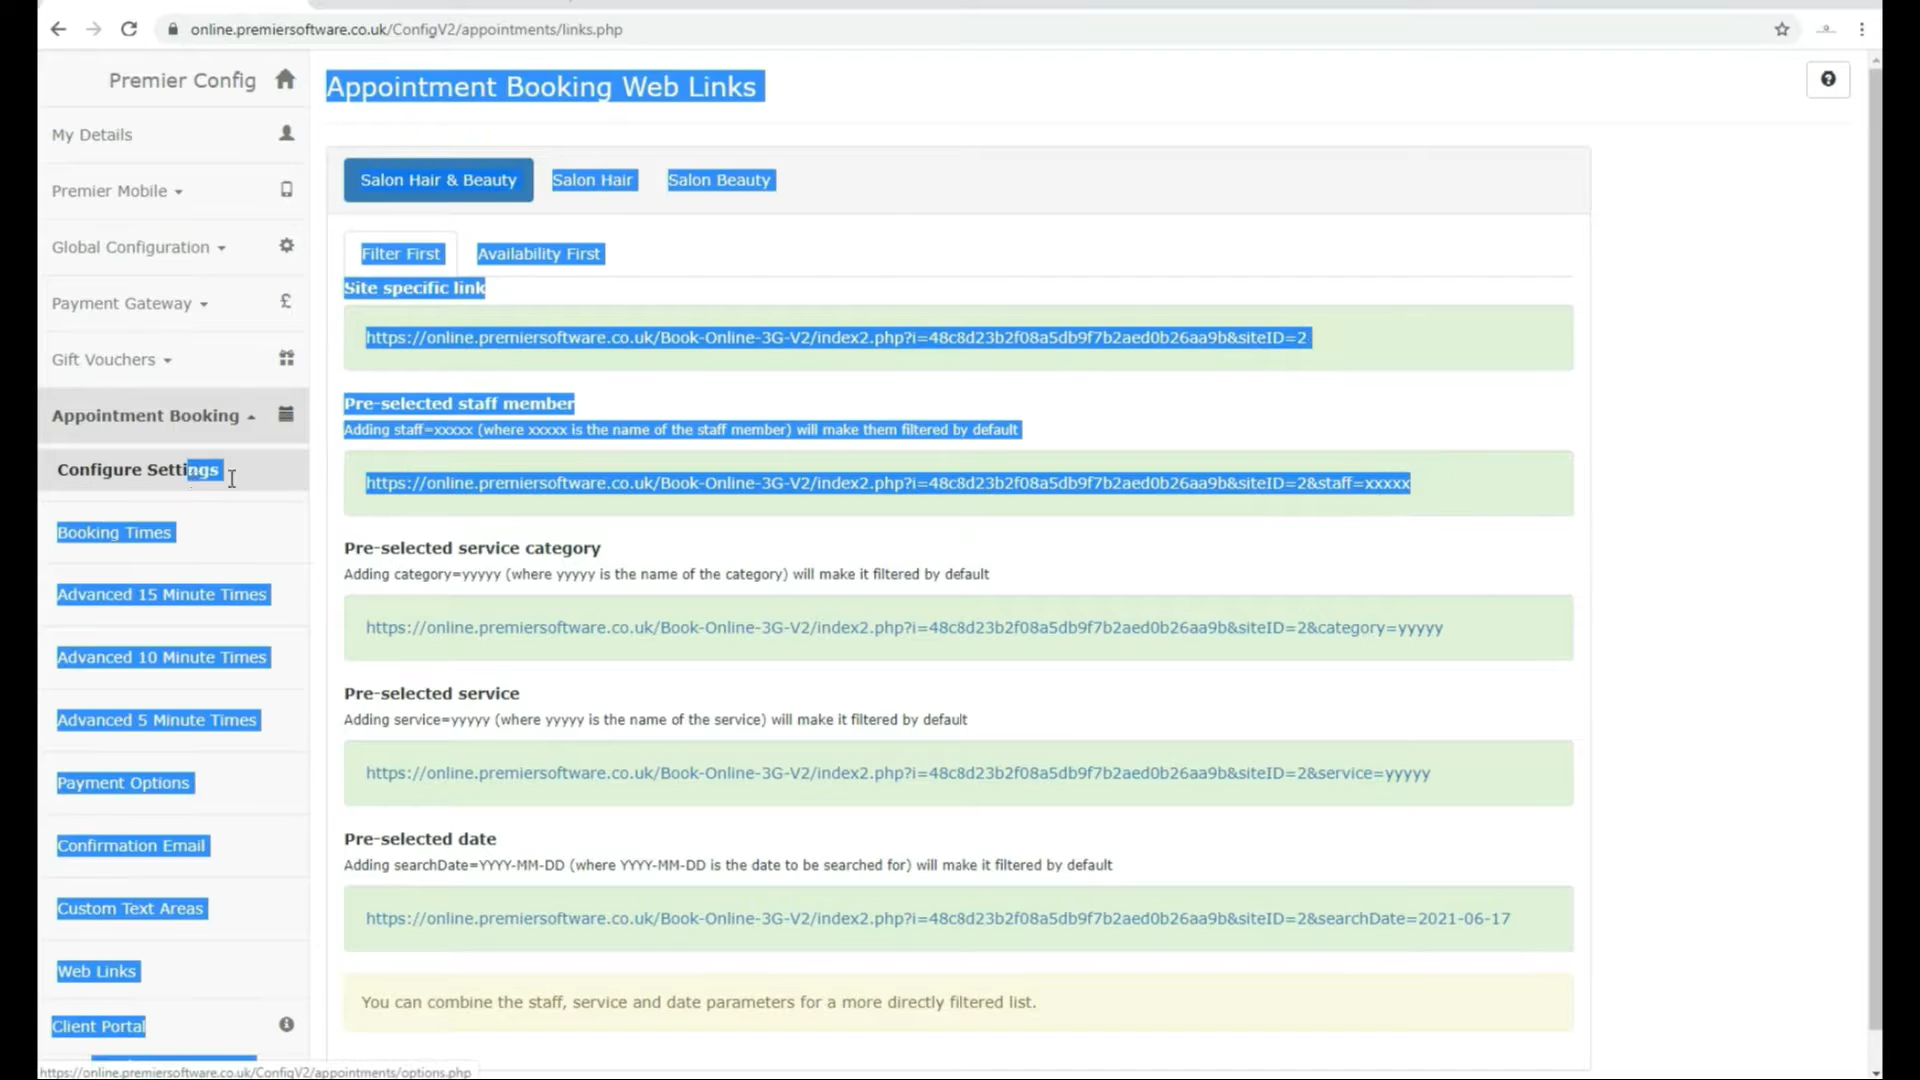 online.premiersoftware.co.uk/ConfigV2/appointments/links.php
Premier Config
My Details
Premier Mobile
Global Configuration
Payment Gateway
£
Gift Vouchers
Appointment Booking
Configure Settings
Booking Times
Advanced 15 Minute Times
Advanced 10 Minute Times
Advanced 5 Minute Times
Payment Options
Confirmation Email
Custom Text Areas
Web Links
Client Portal
Appointment Booking Web Links
Salon Hair & Beauty Salon Hair Salon Beauty
Filter First Availability First
Site specific link
https://online.premiersoftware.co.uk/Book-Online-3G-V2/index2.php?i=48c8d23b2f08a5db9f7b2aed0b26aa9b&siteID=2
Pre-selected staff member
Adding staff=xxxxx (where xxxxx is the name of the staff member) will make them filtered by default
https://online.premiersoftware.co.uk/Book-Online-3G-V2/index2.php?i=48c8d23b2f08a5db9f7b2aed0b26aa9b&siteID=2&staff=xxxxx
Pre-selected service category
Adding category=yyyyy (where yyyyy is the name of the category) will make it filtered by default
https://online.premiersoftware.co.uk/Book-Online-3G-V2/index2.php?i=48c8d23b2f08a5db9f7b2aed0b26aa9b&siteID=2&category=yyyyy
Pre-selected service
Adding service=yyyyy (where yyyyy is the name of the service) will make it filtered by default
https://online.premiersoftware.co.uk/Book-Online-3G-V2/index2.php?i=48c8d23b2f08a5db9f7b2aed0b26aa9b&siteID=2&service=yyyyy
Pre-selected date
Adding searchDate=YYYY-MM-DD (where YYYY-MM-DD is the date to be searched for) will make it filtered by default
https://online.premiersoftware.co.uk/Book-Online-3G-V2/index2.php?i=48c8d23b2f08a5db9f7b2aed0b26aa9b&siteID=2&searchDate=2021-06-17
You can combine the staff, service and date parameters for a more directly filtered list.
https://online.premiersoftware.co.uk/ConfigV2/appointments/options.php